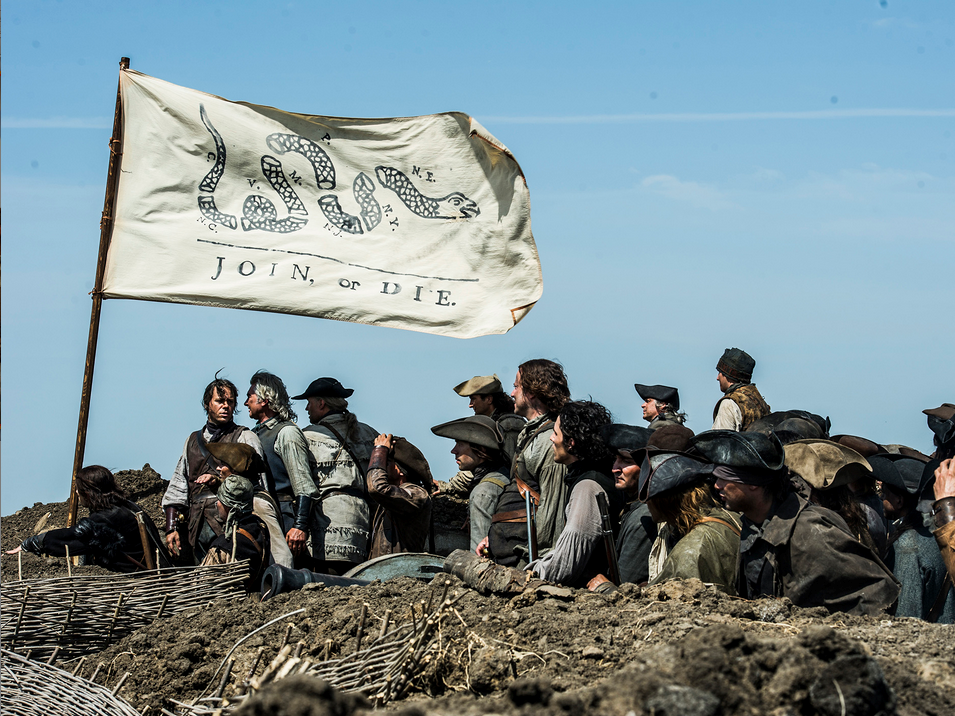 P.
C.
V.
M.
N.E.
N.C.
N.J.
N.Y.
JOIN, or DIE.